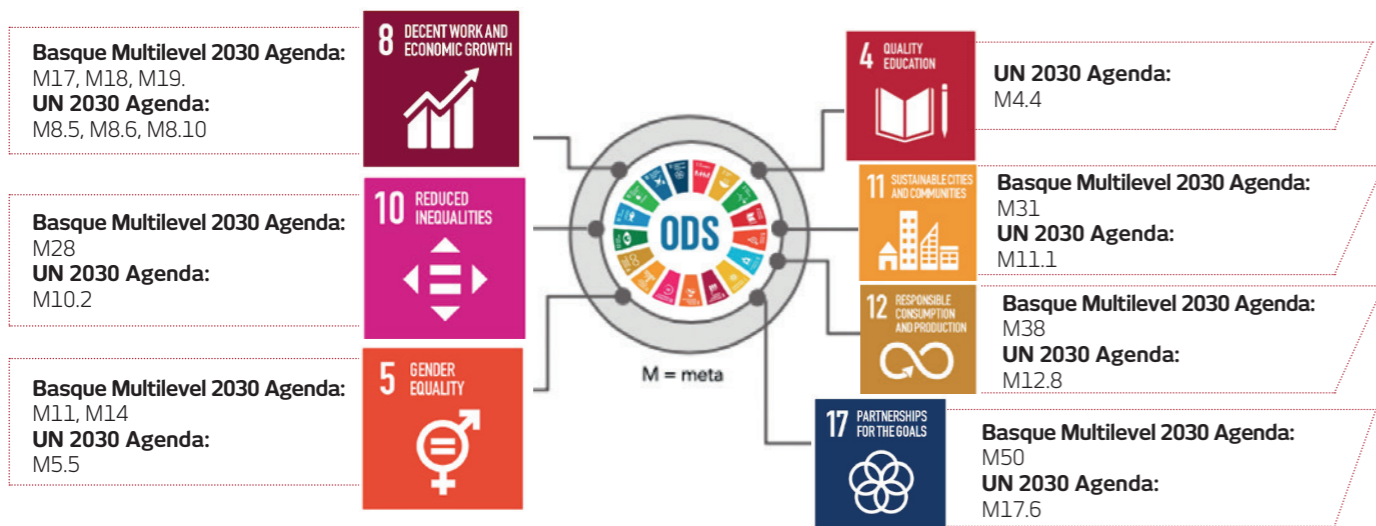 Basque Multilevel 2030 Agenda:
M17, M18, M19.
UN 2030 Agenda:
M8.5, M8.6, M8.10
8 DECENT WORK AND
ECONOMIC GROWTH
Basque Multilevel 2030 Agenda:
M28
UN 2030 Agenda:
M10.2
10 REDUCED
INEQUALITIES
Basque Multilevel 2030 Agenda:
M11, M14
UN 2030 Agenda:
M5.5
5 GENDER
EQUALITY
ODS
M = meta
4 QUALITY
EDUCATION
UN 2030 Agenda:
M4.4
11 SUSTAINABLE CITIES
AND COMMUNITIES
Basque Multilevel 2030 Agenda:
M31
UN 2030 Agenda:
M11.1
12 RESPONSIBLE
CONSUMPTION
AND PRODUCTION
Basque Multilevel 2030 Agenda:
M38
UN 2030 Agenda:
M12.8
17 PARTNERSHIPS
FOR THE GOALS
Basque Multilevel 2030 Agenda:
M50
UN 2030 Agenda:
M17.6